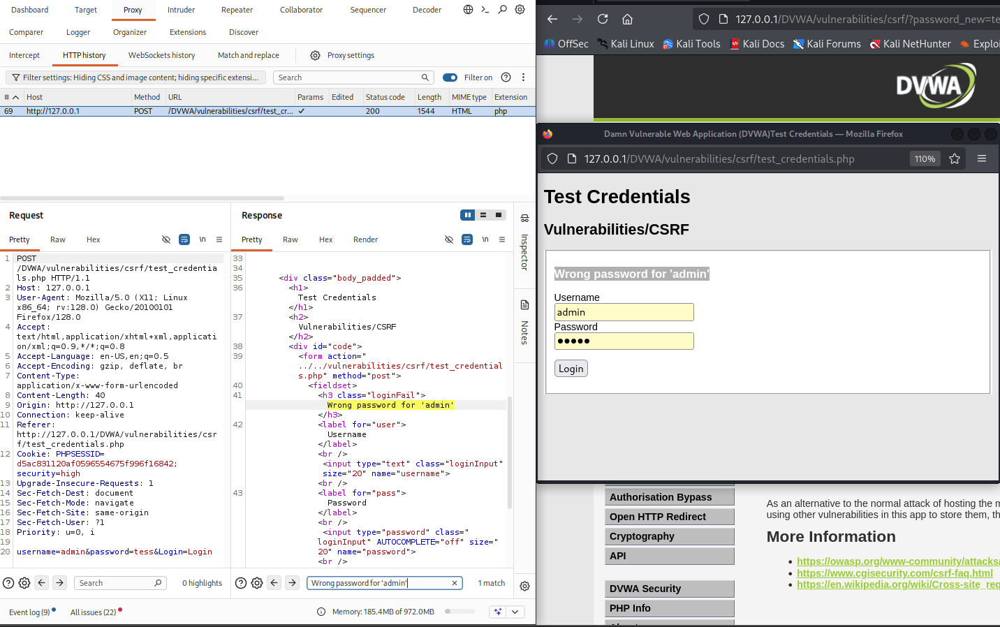 Dashboard Target Proxy Intruder Repeater Collaborator Sequencer Decoder
Comparer Logger Organizer Extensions Discover
Intercept HTTP history WebSockets history Match and replace Proxy settings
Filter settings: Hiding CSS and image content; hiding specific extensi... Search Filter on
# Host Method URL Params Edited Status code Length MIME type Extension
69 http://127.0.0.1 POST /DVWA/vulnerabilities/csrf/test_cr... ✓ 200 1544 HTML php
Request
Pretty Raw Hex \n
1 POST
/DVWA/vulnerabilities/csrf/test_credentia
ls.php HTTP/1.1
2 Host: 127.0.0.1
3 User-Agent: Mozilla/5.0 (X11; Linux
x86_64; rv:128.0) Gecko/20100101
Firefox/128.0
4 Accept:
text/html,application/xhtml+xml,applicati
on/xml;q=0.9,*/*;q=0.8
5 Accept-Language: en-US,en;q=0.5
6 Accept-Encoding: gzip, deflate, br
7 Content-Type:
application/x-www-form-urlencoded
8 Content-Length: 40
9 Origin: http://127.0.0.1
10 Connection: keep-alive
11 Referer:
http://127.0.0.1/DVWA/vulnerabilities/csr
f/test_credentials.php
12 Cookie: PHPSESSID=
d5ac831120af0596554675f996f16842;
security=high
13 Upgrade-Insecure-Requests: 1
14 Sec-Fetch-Dest: document
15 Sec-Fetch-Mode: navigate
16 Sec-Fetch-Site: same-origin
17 Sec-Fetch-User: ?1
18 Priority: u=0, i
19
20 username=admin&password=tess&Login=Login
Search 0 highlights
Response
Pretty Raw Hex Render \n
33
34
35 <div class="body_padded">
36 <h1>
Test Credentials
</h1>
37 <h2>
Vulnerabilities/CSRF
</h2>
38 <div id="code">
39 <form action="
../../vulnerabilities/csrf/test_credential
s.php" method="post">
40 <fieldset>
41 <h3 class="loginFail">
Wrong password for 'admin'
</h3>
42 <label for="user">
Username
</label>
<br />
<input type="text" class="loginInput"
size="20" name="username">
<br />
43 <label for="pass">
Password
</label>
<br />
<input type="password" class="
loginInput" AUTOCOMPLETE="off" size="
20" name="password">
<br />
Wrong password for 'admin' 1 match
Inspector
Notes
Event log (9) All issues (22) Memory: 185.4MB of 972.0MB
127.0.0.1/DVWA/vulnerabilities/csrf/?password_new=te
OffSec Kali Linux Kali Tools Kali Docs Kali Forums Kali NetHunter Exploi
DVWA
Damn Vulnerable Web Application (DVWA)Test Credentials — Mozilla Firefox
127.0.0.1/DVWA/vulnerabilities/csrf/test_credentials.php 110%
Test Credentials
Vulnerabilities/CSRF
Wrong password for 'admin'
Username
admin
Password
●●●●●
Login
Authorisation Bypass
Open HTTP Redirect
Cryptography
API
DVWA Security
PHP Info
As an alternative to the normal attack of hosting the m
using other vulnerabilities in this app to store them, th
More Information
https://owasp.org/www-community/attacks/
https://www.cgisecurity.com/csrf-faq.html
https://en.wikipedia.org/wiki/Cross-site_req